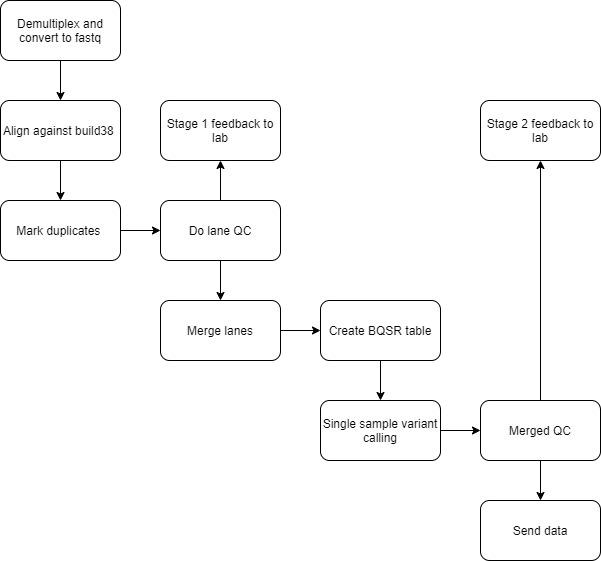 Demultiplex and
convert to fastq
Align against build38
Stage 1 feedback to
lab
Stage 2 feedback to
lab
Mark duplicates
Do lane QC
Merge lanes
Create BQSR table
Single sample variant
calling
Merged QC
Send data